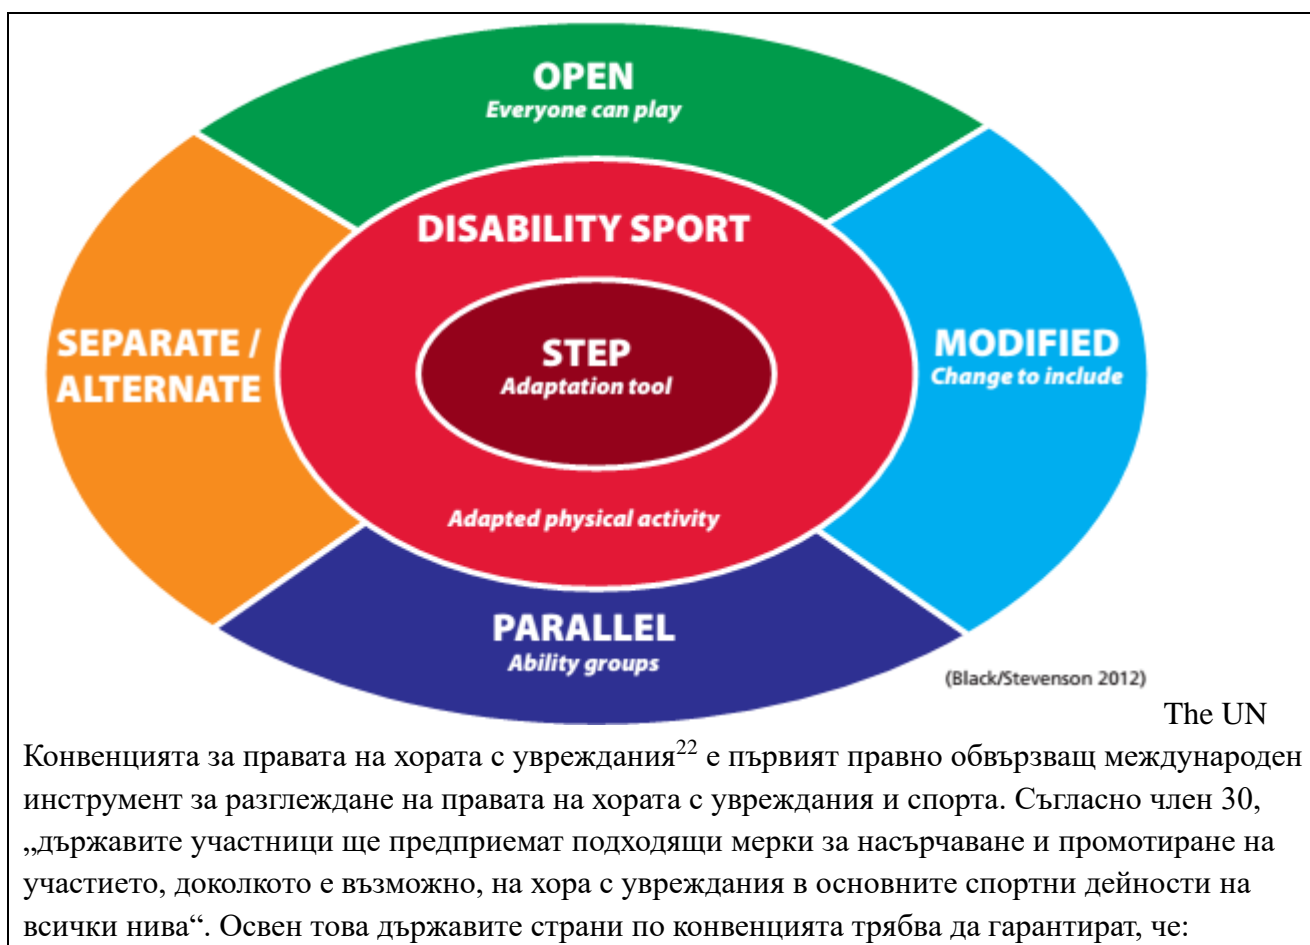 OPEN
Everyone can play
DISABILITY SPORT
SEPARATE /
ALTERNATE
STEP
Adaptation tool
MODIFIED
Change to include
Adapted physical activity
PARALLEL
Ability groups
(Black/Stevenson 2012)
The UN
Конвенцията за правата на хората с увреждания22 е първият правно обвързващ международен
инструмент за разглеждане на правата на хората с увреждания и спорта. Съгласно член 30,
„държавите участници ще предприемат подходящи мерки за насърчаване и промотиране на
участието, доколкото е възможно, на хора с увреждания в основните спортни дейности на
всички нива“. Освен това държавите страни по конвенцията трябва да гарантират, че: